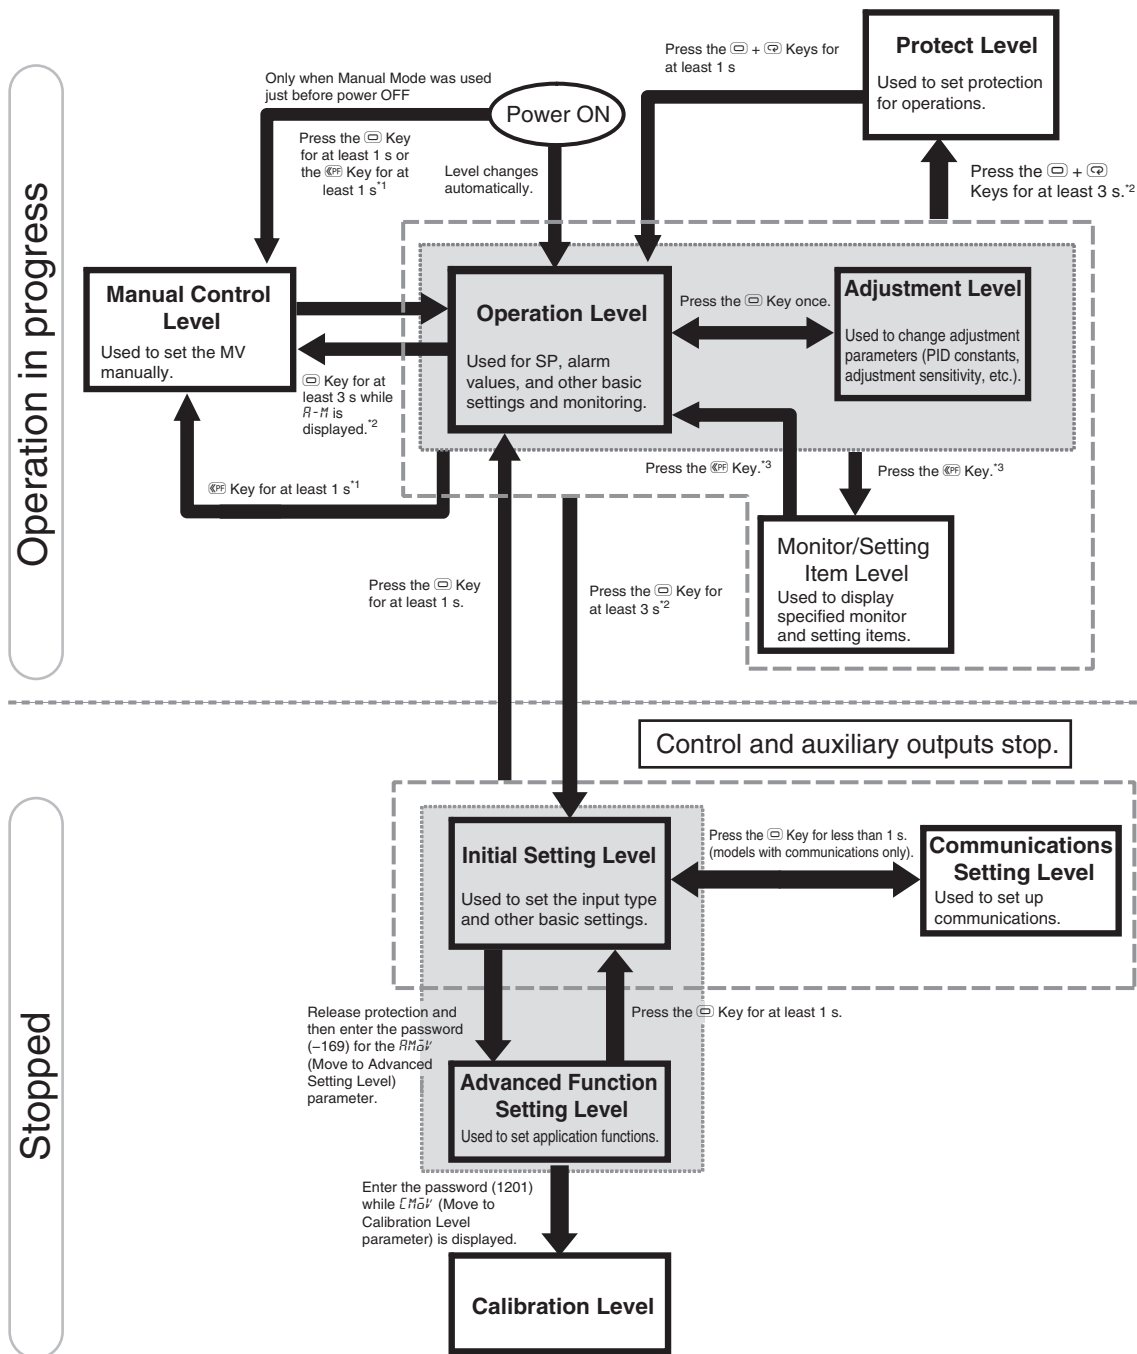 Operation in progress
Only when Manual Mode was used
just before power OFF
Power ON
Press the Key
for at least 1 s or
the PF Key for at
least 1 s*1
Level changes
automatically.
Press the + Keys for
at least 1 s
Protect Level
Used to set protection
for operations.
Press the +
Keys for at least 3 s.*2
Manual Control
Level
Used to set the MV
manually.
Operation Level
Used for SP, alarm
values, and other basic
settings and monitoring.
Press the Key once.
Adjustment Level
Used to change adjustment
parameters (PID constants,
adjustment sensitivity, etc.).
Key for at
least 3 s while
A-M is
displayed.*2
PF Key for at least 1 s*1
Press the PF Key.*3
Press the PF Key.*3
Monitor/Setting
Item Level
Used to display
specified monitor
and setting items.
Press the Key
for at least 1 s.
Press the Key for
at least 3 s*2
Control and auxiliary outputs stop.
Stopped
Initial Setting Level
Used to set the input type
and other basic settings.
Press the Key for less than 1 s.
(models with communications only).
Communications
Setting Level
Used to set up
communications.
Release protection and
then enter the password
(−169) for the AMoV
(Move to Advanced
Setting Level)
parameter.
Press the Key for at least 1 s.
Advanced Function
Setting Level
Used to set application functions.
Enter the password (1201)
while CMoV (Move to
Calibration Level
parameter) is displayed.
Calibration Level